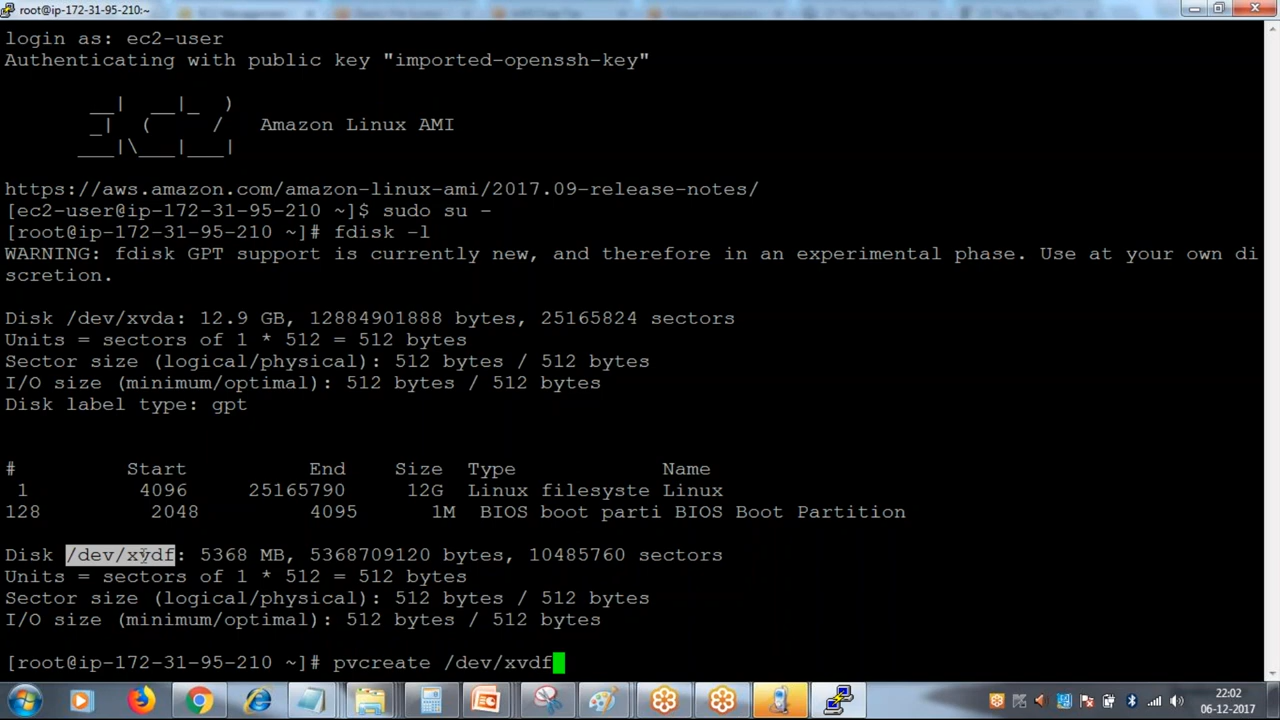 root@ip-172-31-95-210:~
login as: ec2-user
Authenticating with public key "imported-openssh-key"
__| __|_ )
_| ( / Amazon Linux AMI
___|\___|___|
https://aws.amazon.com/amazon-linux-ami/2017.09-release-notes/
[ec2-user@ip-172-31-95-210 ~]$ sudo su -
[root@ip-172-31-95-210 ~]# fdisk -l
WARNING: fdisk GPT support is currently new, and therefore in an experimental phase. Use at your own di
scretion.
Disk /dev/xvda: 12.9 GB, 12884901888 bytes, 25165824 sectors
Units = sectors of 1 * 512 = 512 bytes
Sector size (logical/physical): 512 bytes / 512 bytes
I/O size (minimum/optimal): 512 bytes / 512 bytes
Disk label type: gpt
# Start End Size Type Name
1 4096 25165790 12G Linux filesyste Linux
128 2048 4095 1M BIOS boot parti BIOS Boot Partition
Disk /dev/xvdf: 5368 MB, 5368709120 bytes, 10485760 sectors
Units = sectors of 1 * 512 = 512 bytes
Sector size (logical/physical): 512 bytes / 512 bytes
I/O size (minimum/optimal): 512 bytes / 512 bytes
[root@ip-172-31-95-210 ~]# pvcreate /dev/xvdf
22:02
06-12-2017